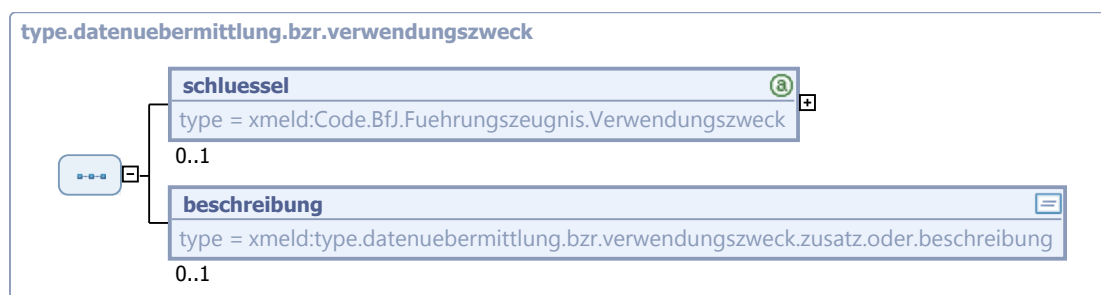 type.datenuebermittlung.bzr.verwendungszweck
schluessel
type = xmeld:Code.BfJ.Fuehrungszeugnis.Verwendungszweck
0..1
beschreibung
type = xmeld:type.datenuebermittlung.bzr.verwendungszweck.zusatz.oder.beschreibung
0..1